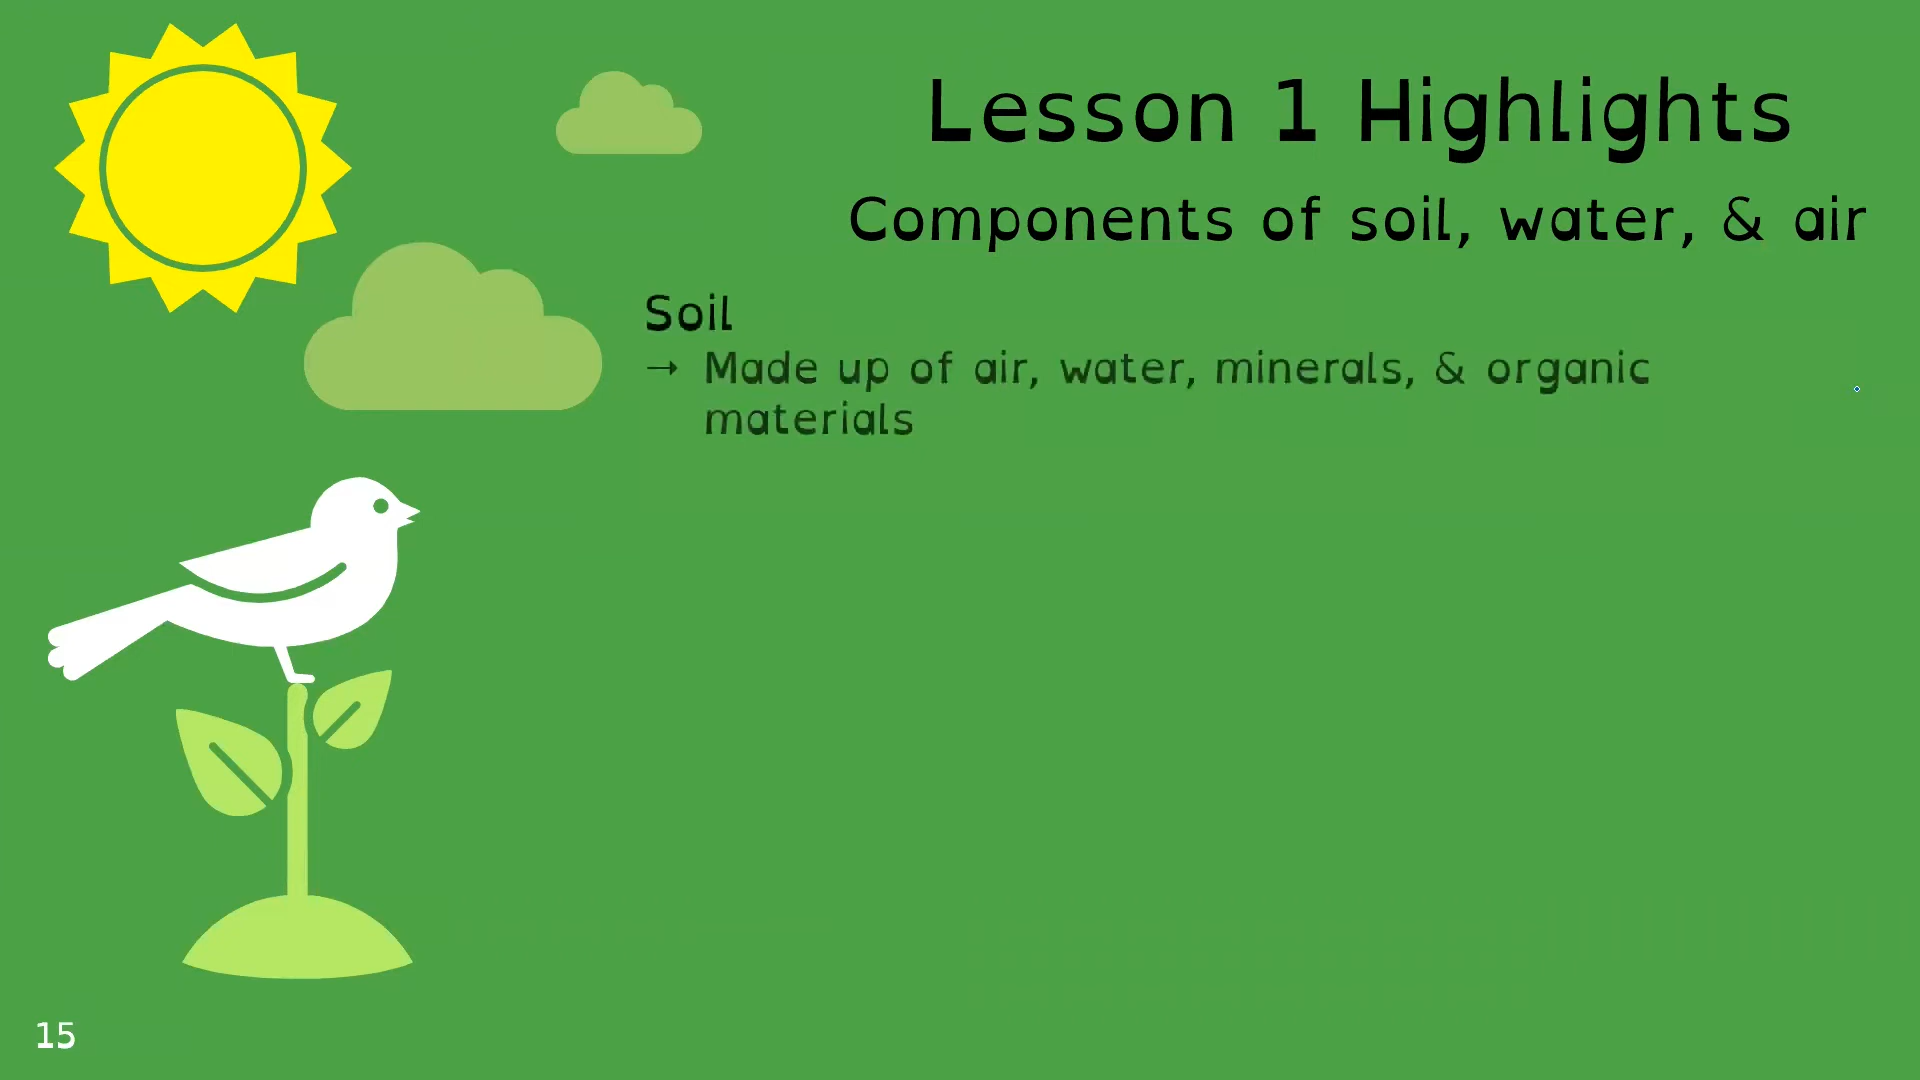 Lesson 1 Highlights
Components of soil, water, & air
Soil
→ Made up of air, water, minerals, & organic
materials
15